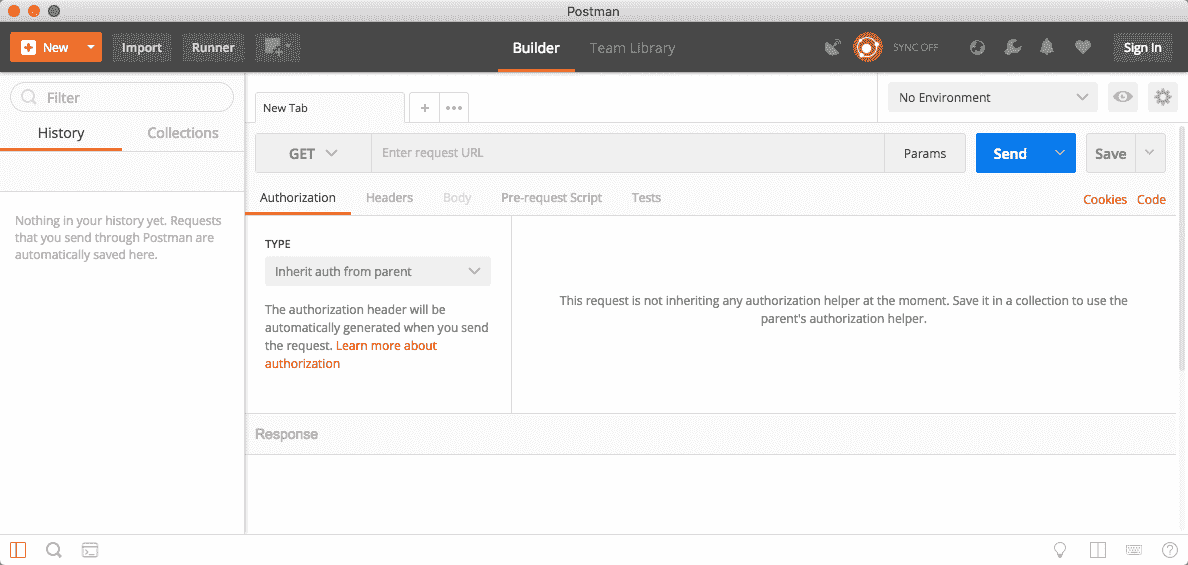 Postman
New Import Runner Builder Team Library SYNC OFF Sign In
Filter
History Collections
Nothing in your history yet. Requests
that you send through Postman are
automatically saved here.
New Tab + ••• No Environment
GET Enter request URL Params Send Save
Authorization Headers Body Pre-request Script Tests Cookies Code
TYPE
Inherit auth from parent
The authorization header will be
automatically generated when you send
the request. Learn more about
authorization
This request is not inheriting any authorization helper at the moment. Save it in a collection to use the
parent's authorization helper.
Response